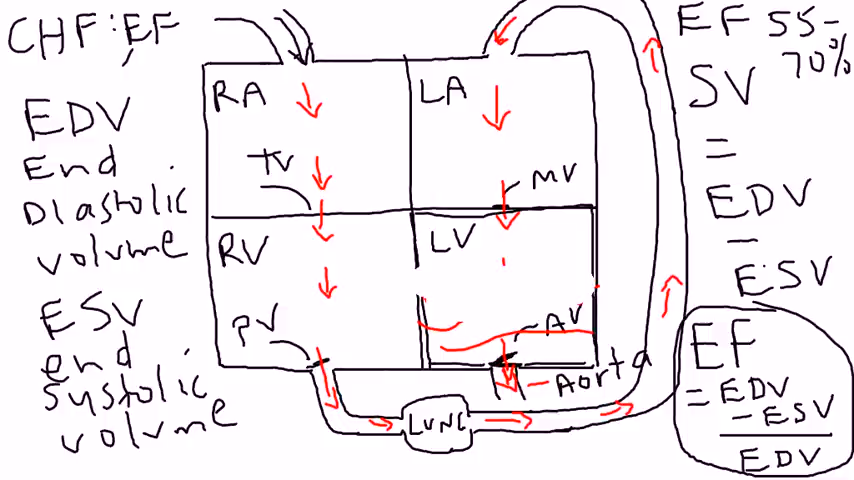 CHF: EF
EDV
End
Diastolic
volume
ESV
end
systolic
volume
RA
LA
TV
MV
RV
LV
PV
AV
Aorta
LUNG
EF 55-
70%
SV
=
EDV
-
ESV
EF
= EDV
- ESV
EDV